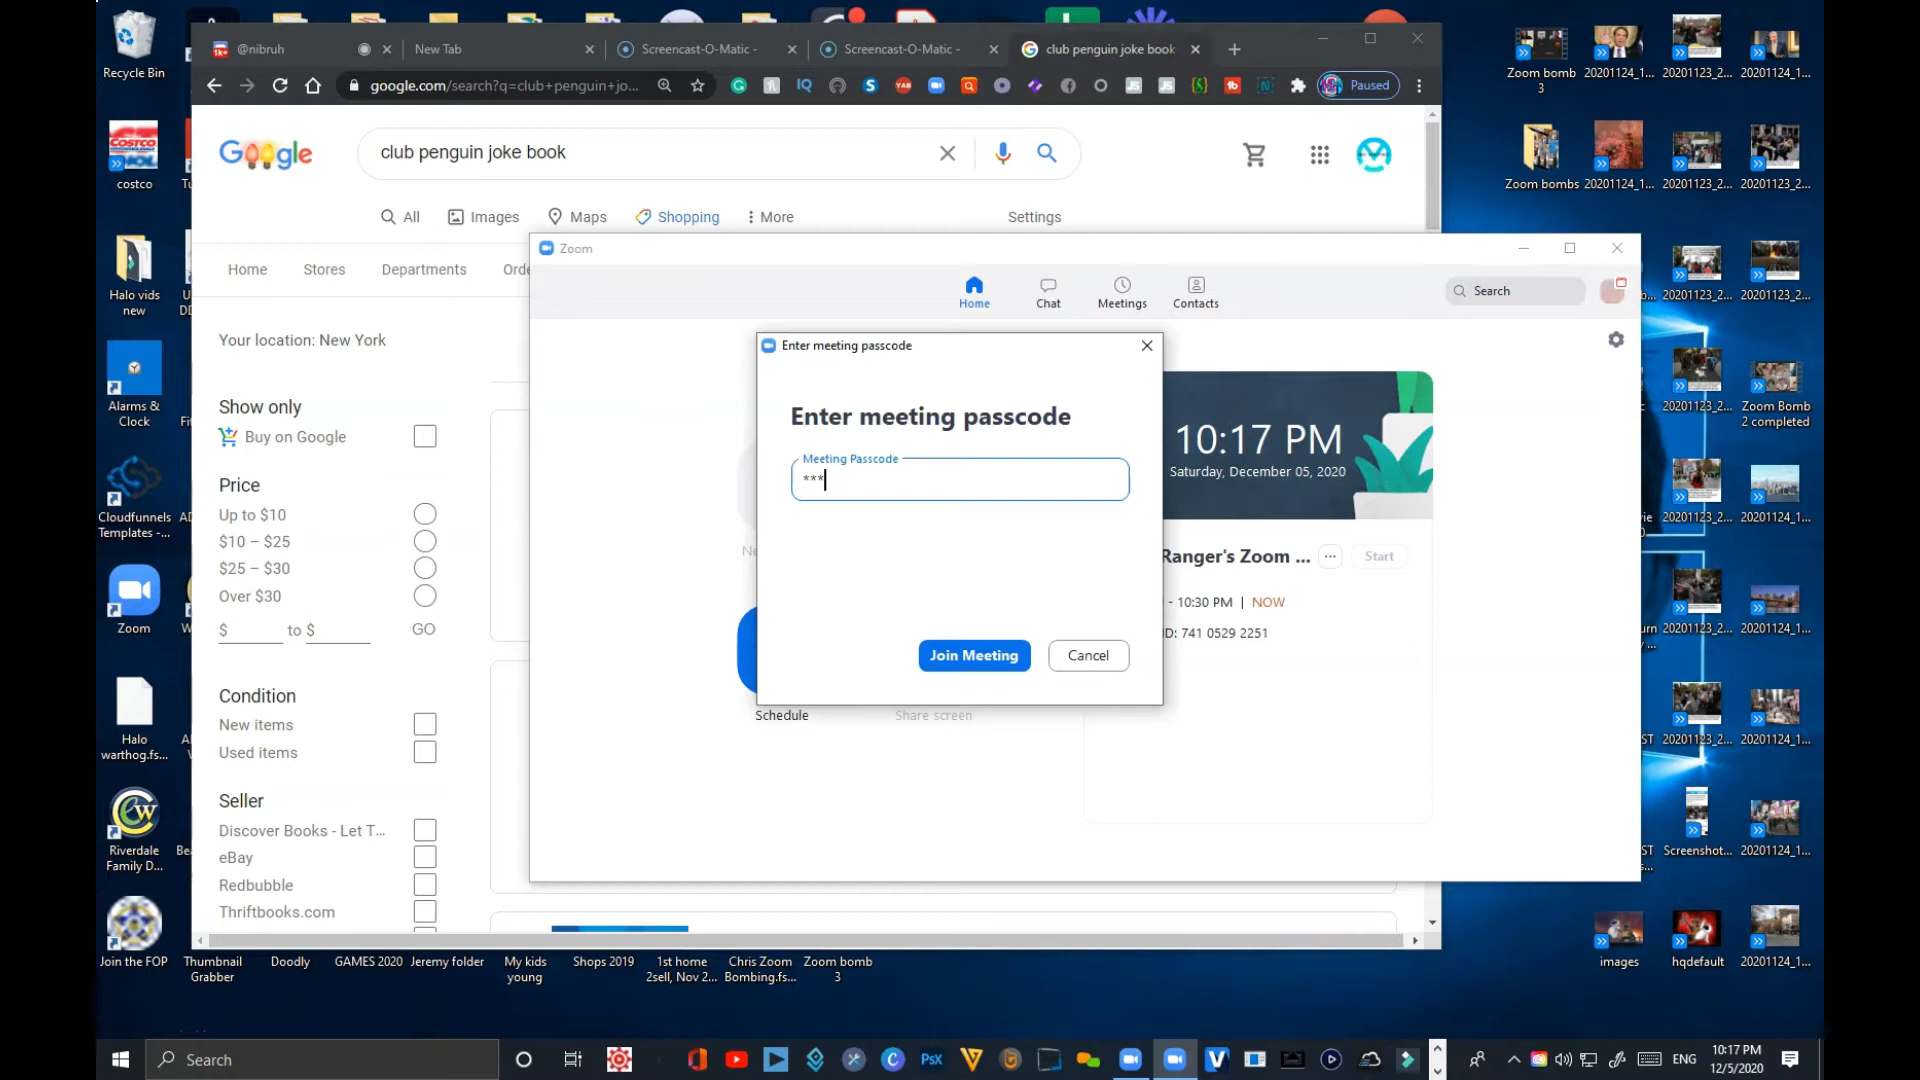 @nibruh
New Tab
Screencast-O-Matic -
Screencast-O-Matic -
club penguin joke book
google.com/search?q=club+penguin+jo...
Paused
Google
club penguin joke book
All
Images
Maps
Shopping
More
Settings
Home
Stores
Departments
Your location: New York
Show only
Buy on Google
Price
Up to $10
$10 – $25
$25 – $30
Over $30
$ to $ GO
Condition
New items
Used items
Seller
Discover Books - Let T...
eBay
Redbubble
Thriftbooks.com
Zoom
Home
Chat
Meetings
Contacts
Search
Enter meeting passcode
Enter meeting passcode
Meeting Passcode
***
Join Meeting
Cancel
Schedule
Share screen
10:17 PM
Saturday, December 05, 2020
Ranger's Zoom ...
Start
- 10:30 PM | NOW
ID: 741 0529 2251
Recycle Bin
costco
Halo vids
new
Alarms &
Clock
Cloudfunnels
Templates -...
Zoom
Halo
warthog.fs...
Riverdale
Family D...
Join the FOP
Thumbnail
Grabber
Doodly
GAMES 2020
Jeremy folder
My kids
young
Shops 2019
1st home
2sell, Nov 2...
Chris Zoom
Bombing.fs...
Zoom bomb
3
Zoom bomb
3
20201124_1...
20201123_2...
20201124_1...
Zoom bombs
20201124_1...
20201123_2...
20201123_2...
20201123_2...
20201123_2...
20201123_2...
Zoom Bomb
2 completed
20201123_2...
20201124_1...
20201123_2...
20201124_1...
20201123_2...
20201124_1...
Screenshot...
20201124_1...
images
hqdefault
20201124_1...
Search
ENG
10:17 PM
12/5/2020